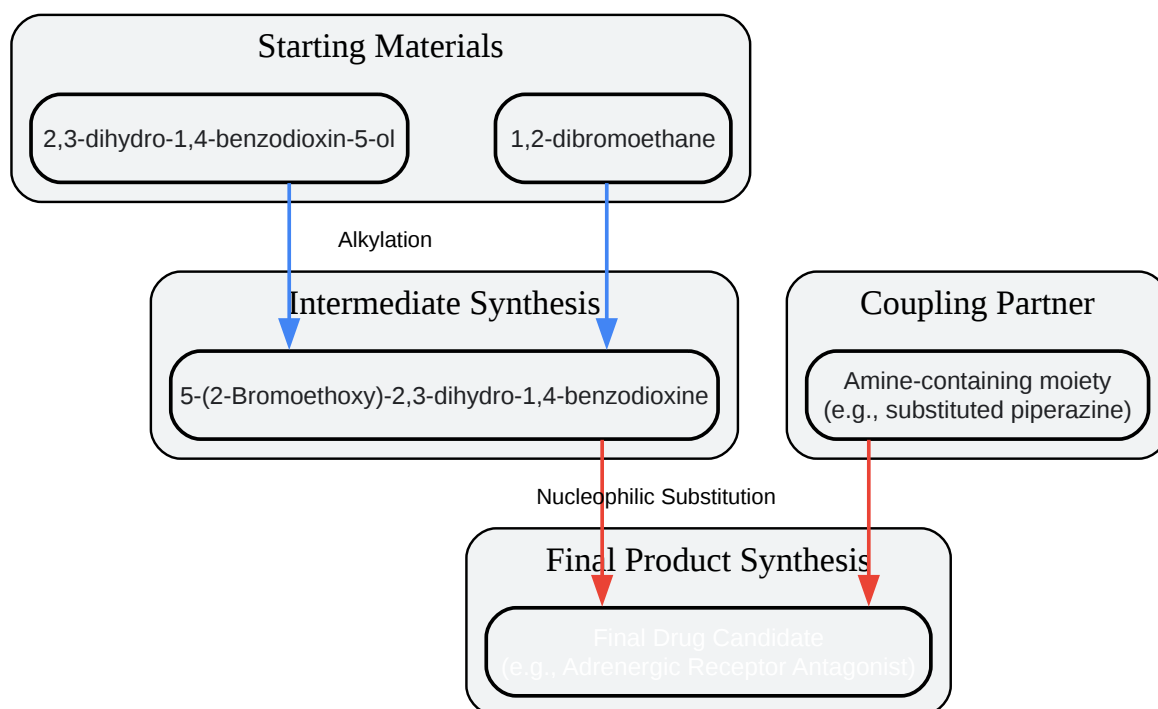 Starting Materials
2,3-dihydro-1,4-benzodioxin-5-ol
1,2-dibromoethane
Alkylation
Intermediate Synthesis
Coupling Partner
5-(2-Bromoethoxy)-2,3-dihydro-1,4-benzodioxine
Amine-containing moiety
(e.g., substituted piperazine)
Nucleophilic Substitution
Final Product Synthesis
Final Drug Candidate
(e.g., Adrenergic Receptor Antagonist)